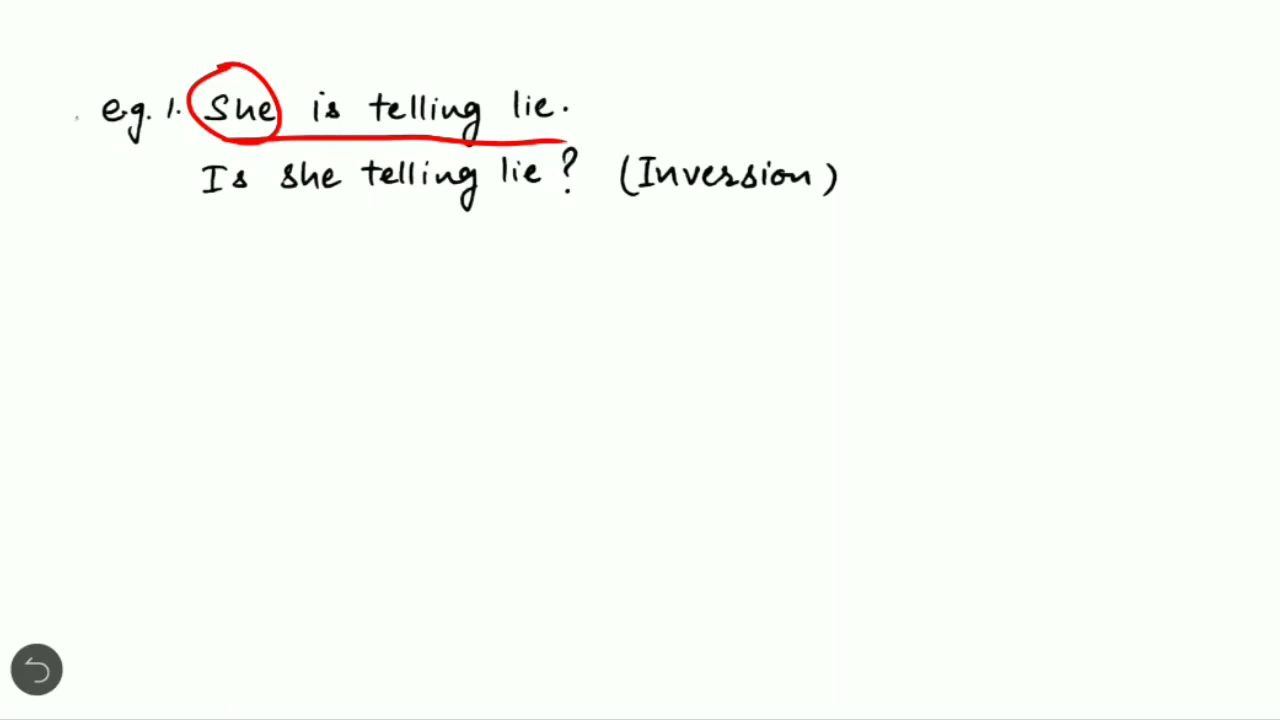 e.g. 1. She is telling lie.
Is she telling lie? (Inversion)